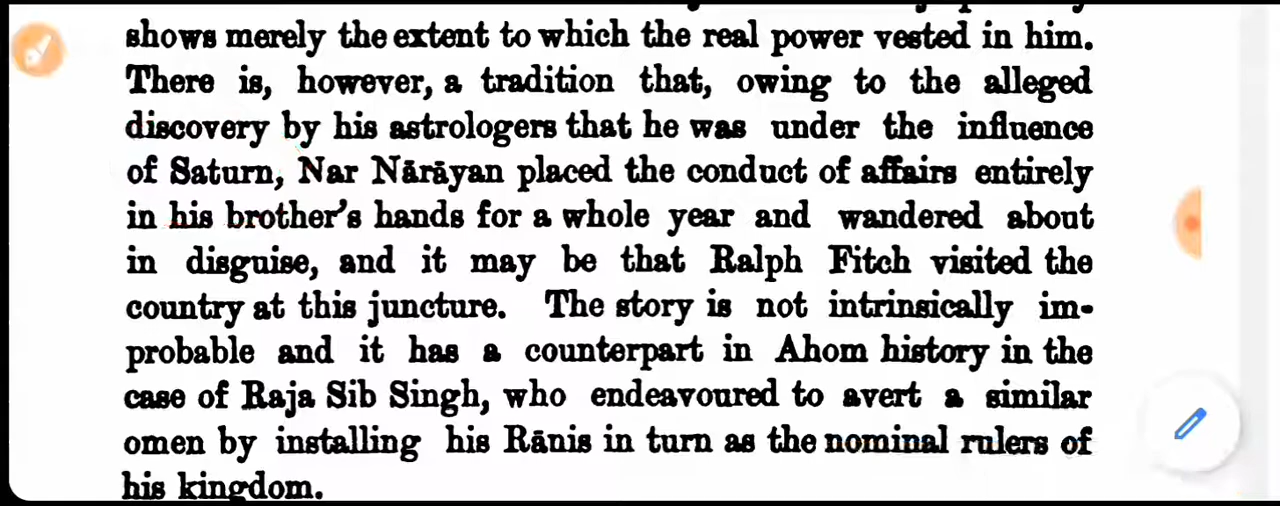 shows merely the extent to which the real power vested in him.
There is, however, a tradition that, owing to the alleged
discovery by his astrologers that he was under the influence
of Saturn, Nar Nārāyan placed the conduct of affairs entirely
in his brother's hands for a whole year and wandered about
in disguise, and it may be that Ralph Fitch visited the
country at this juncture. The story is not intrinsically im-
probable and it has a counterpart in Ahom history in the
case of Raja Sib Singh, who endeavoured to avert a similar
omen by installing his Rānis in turn as the nominal rulers of
his kingdom.